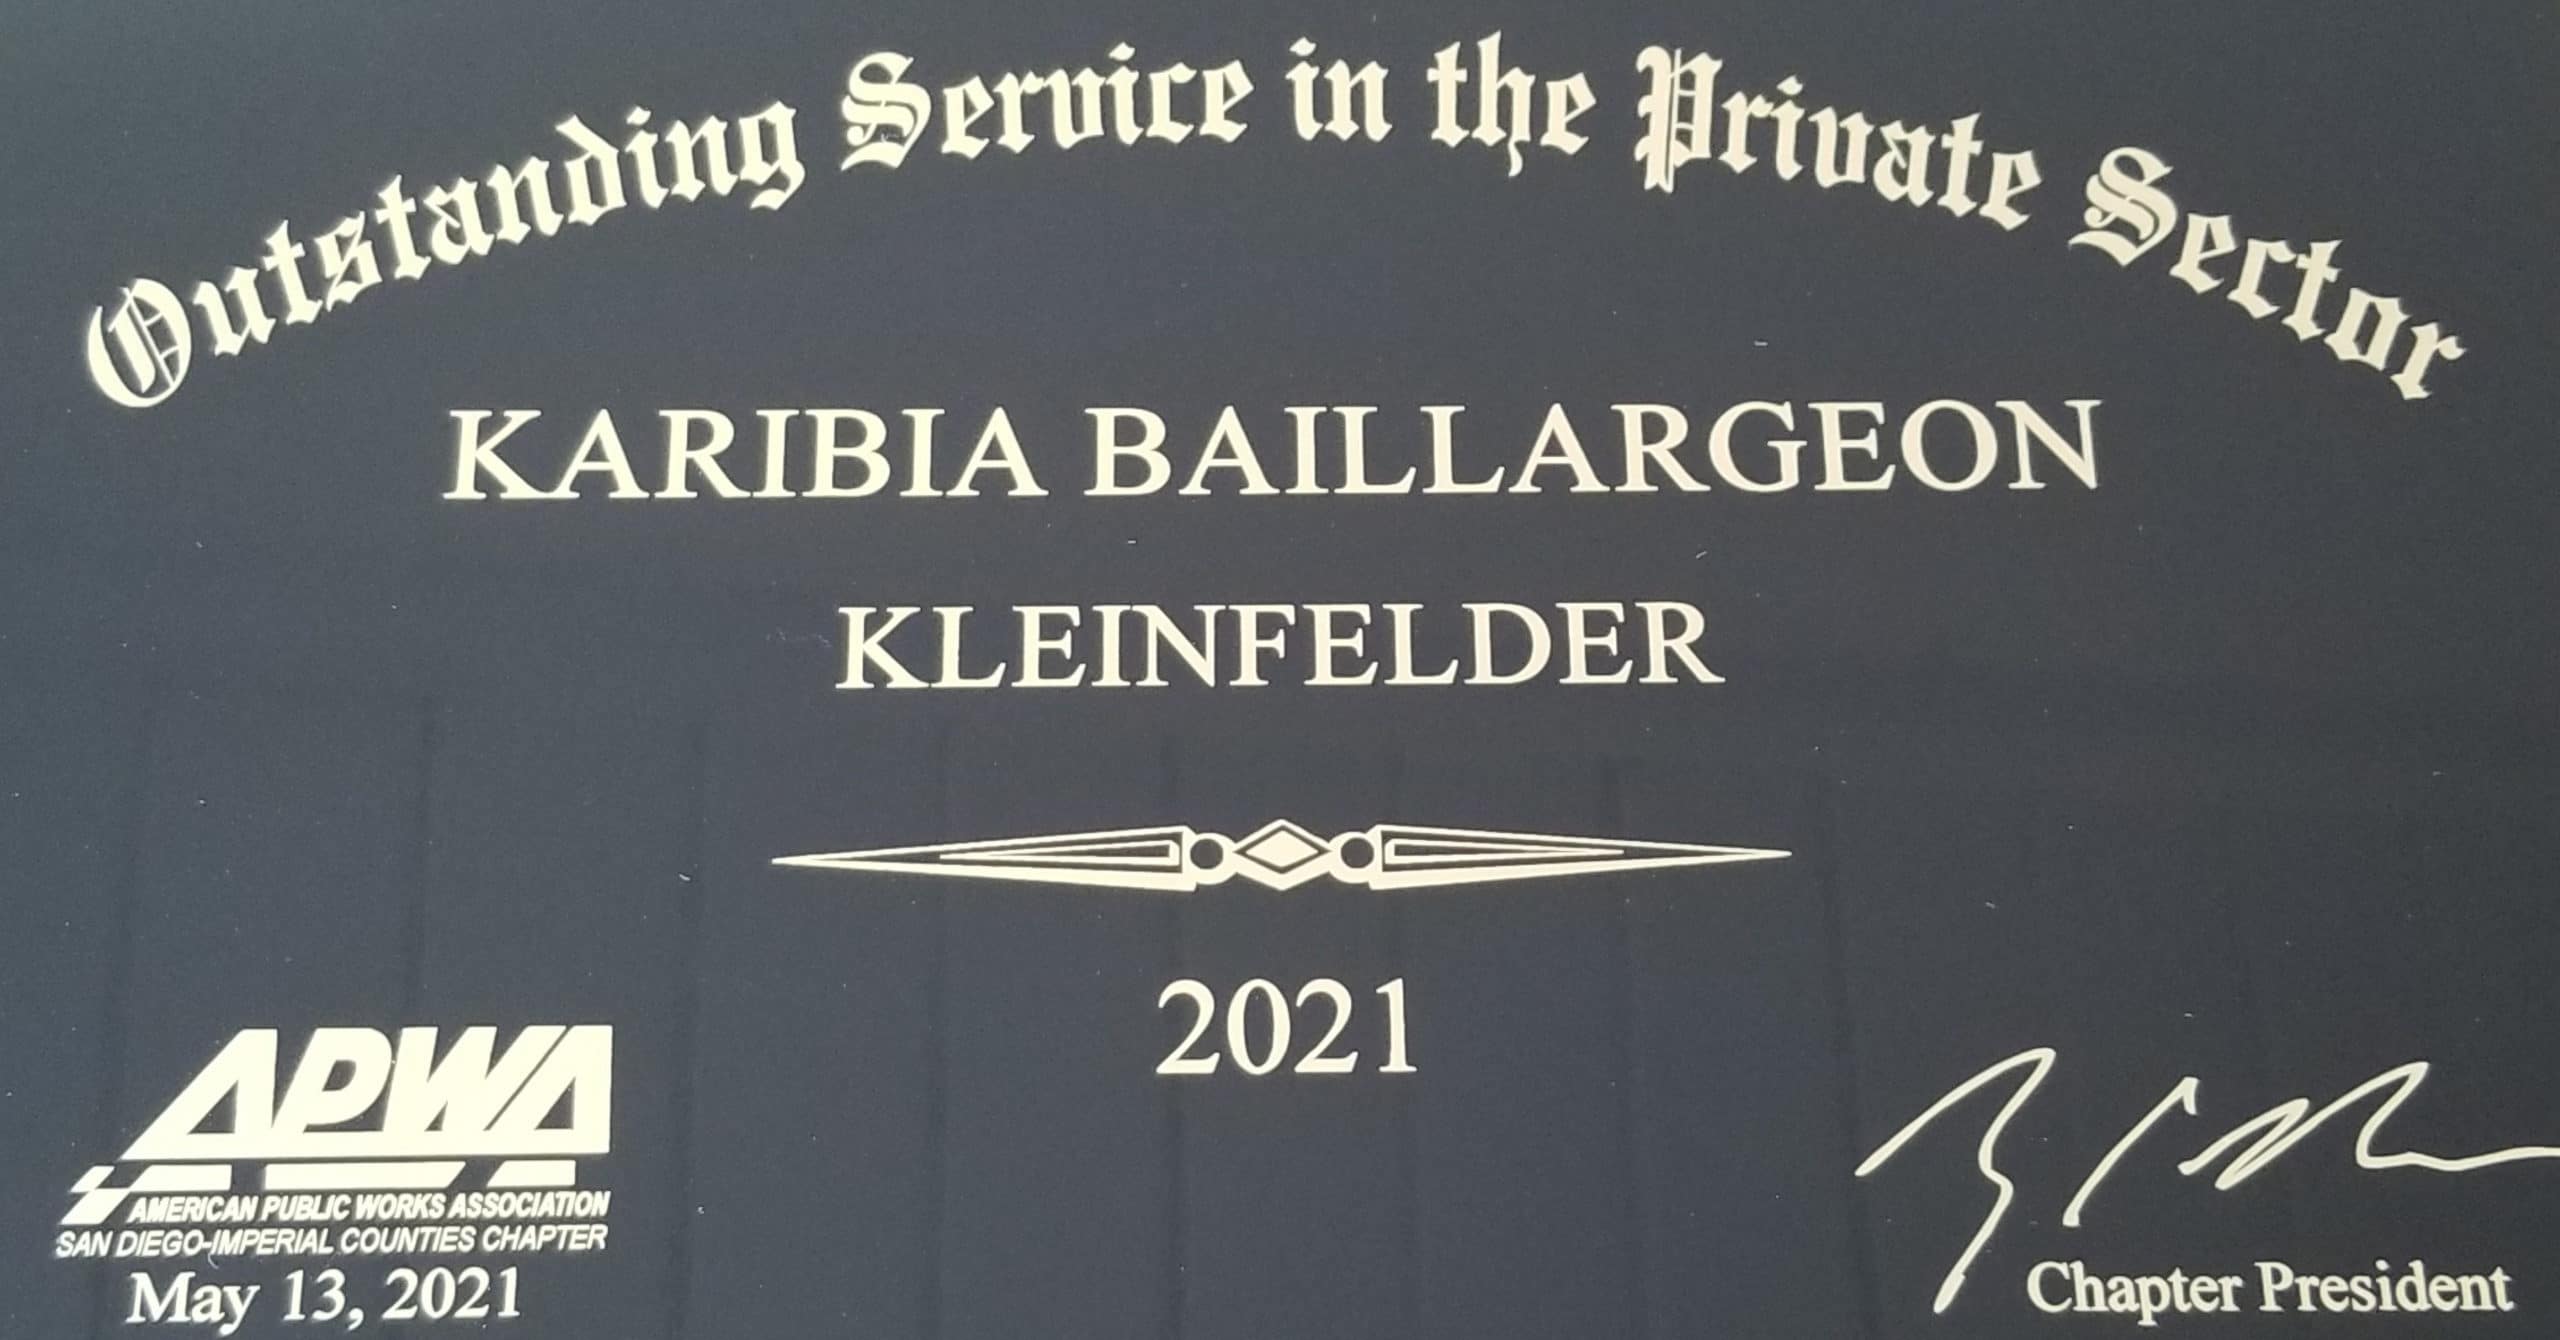 Outstanding Service in the Private Sector
KARIBIA BAILLARGEON
KLEINFELDER
2021
APWA
AMERICAN PUBLIC WORKS ASSOCIATION
SAN DIEGO-IMPERIAL COUNTIES CHAPTER
May 13, 2021
Chapter President